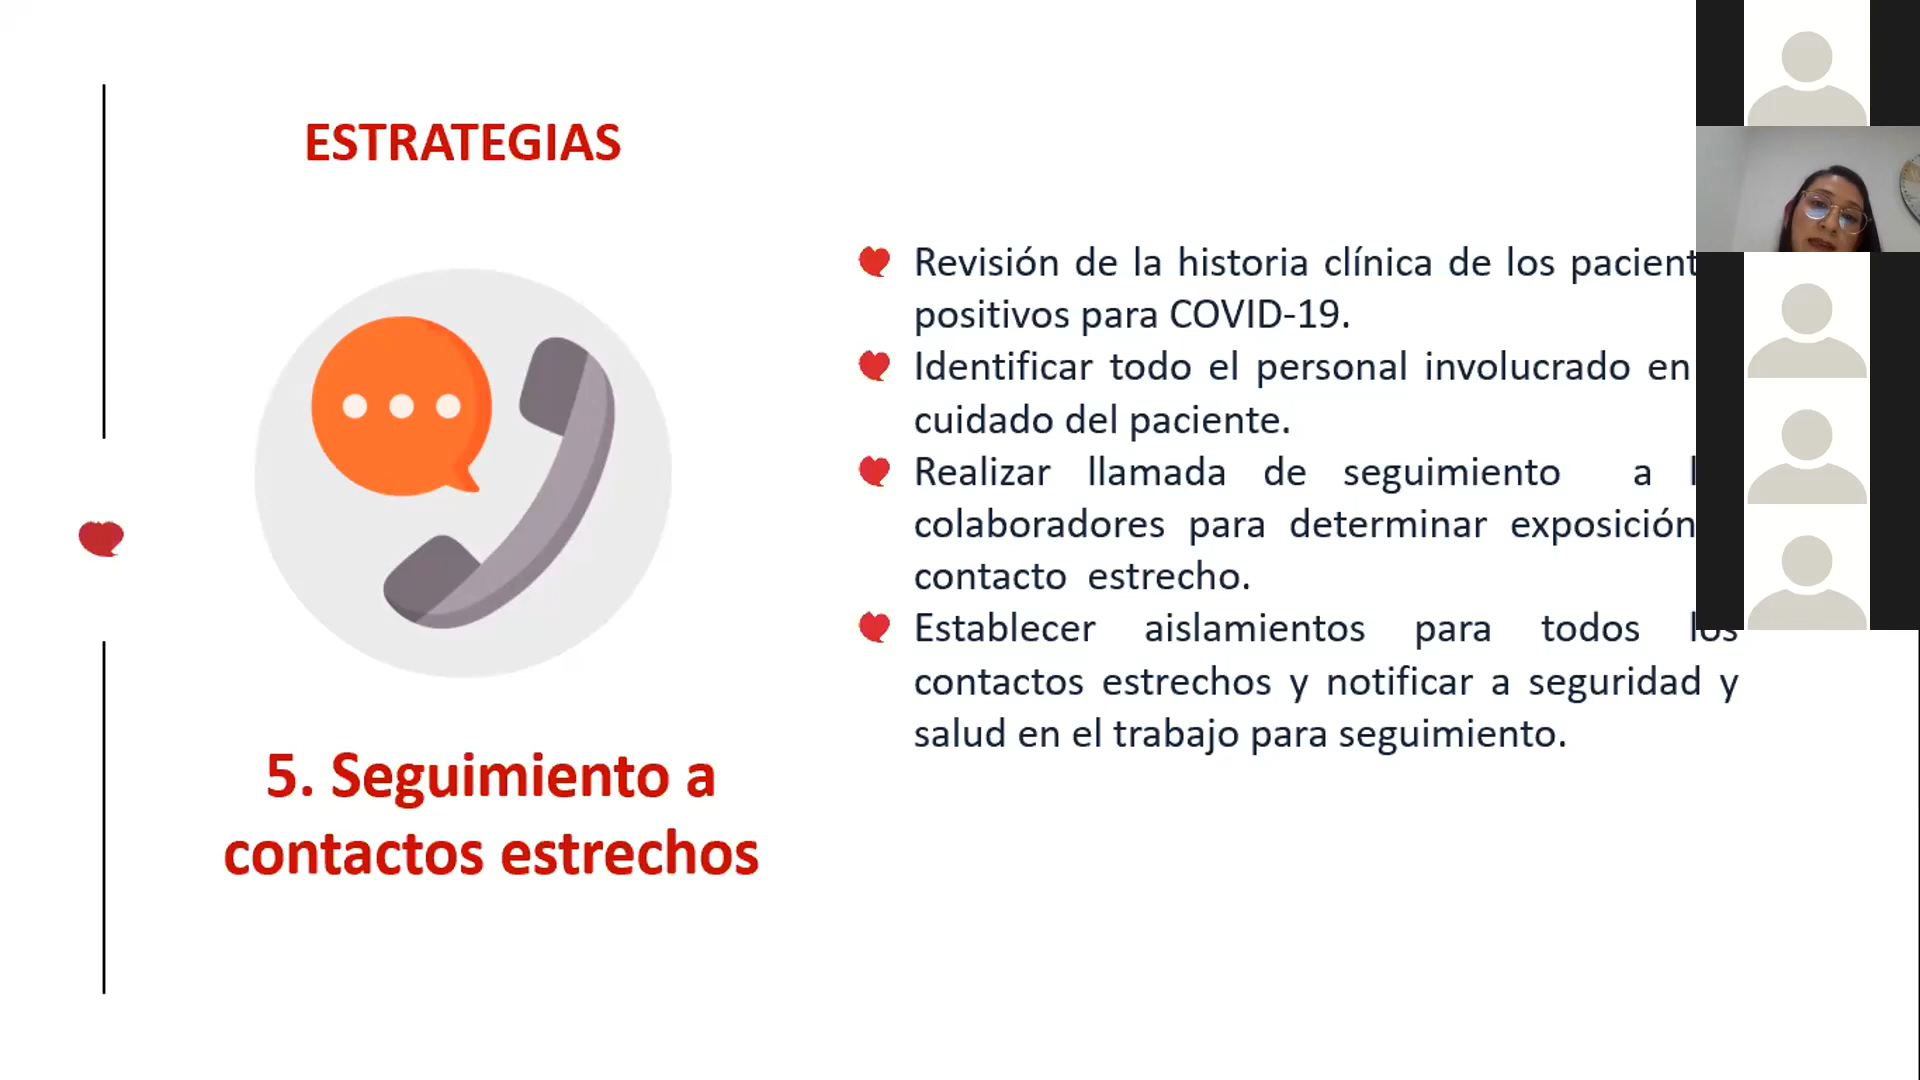 ESTRATEGIAS
Revisión de la historia clínica de los
positivos para COVID-19.
Identificar todo el personal involucrado en
cuidado del paciente.
Realizar llamada de seguimiento a
colaboradores para determinar exposición
contacto estrecho.
Establecer aislamientos para todos los
contactos estrechos y notificar a seguridad y
salud en el trabajo para seguimiento.
5. Seguimiento a
contactos estrechos